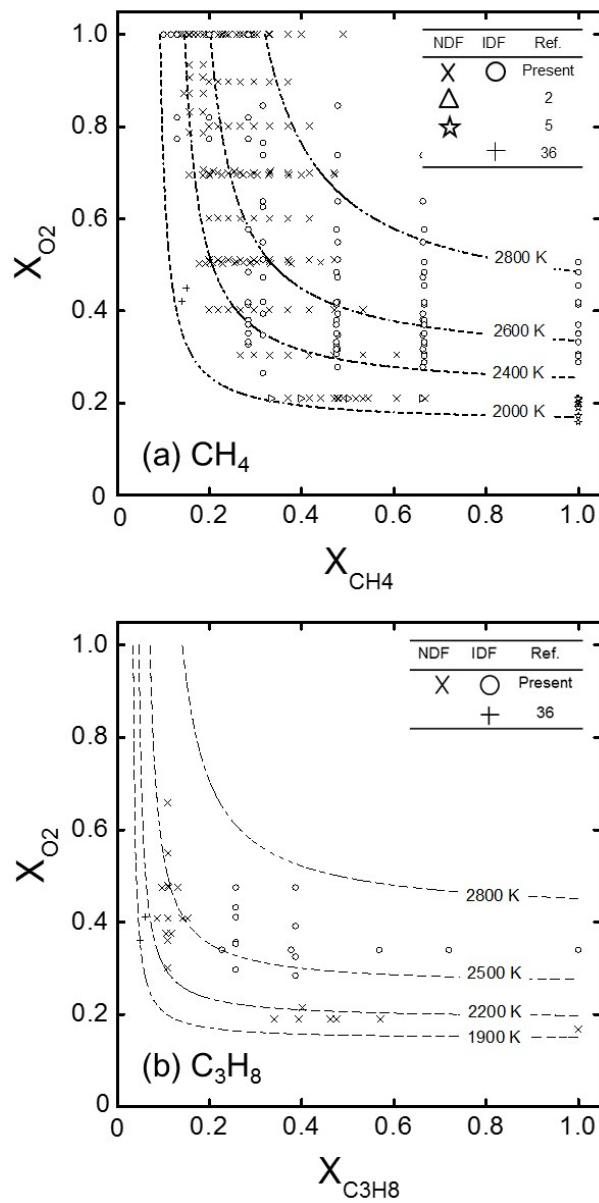 1.0
0.8
0.6
0.4
0.2
0
X_O2
NDF IDF Ref.
Present
2
5
36
2800 K
2600 K
2400 K
2000 K
(a) CH4
0 0.2 0.4 0.6 0.8 1.0
X_CH4
1.0
0.8
0.6
0.4
0.2
0
X_O2
NDF IDF Ref.
Present
36
2800 K
2500 K
2200 K
1900 K
(b) C3H8
0 0.2 0.4 0.6 0.8 1.0
X_C3H8